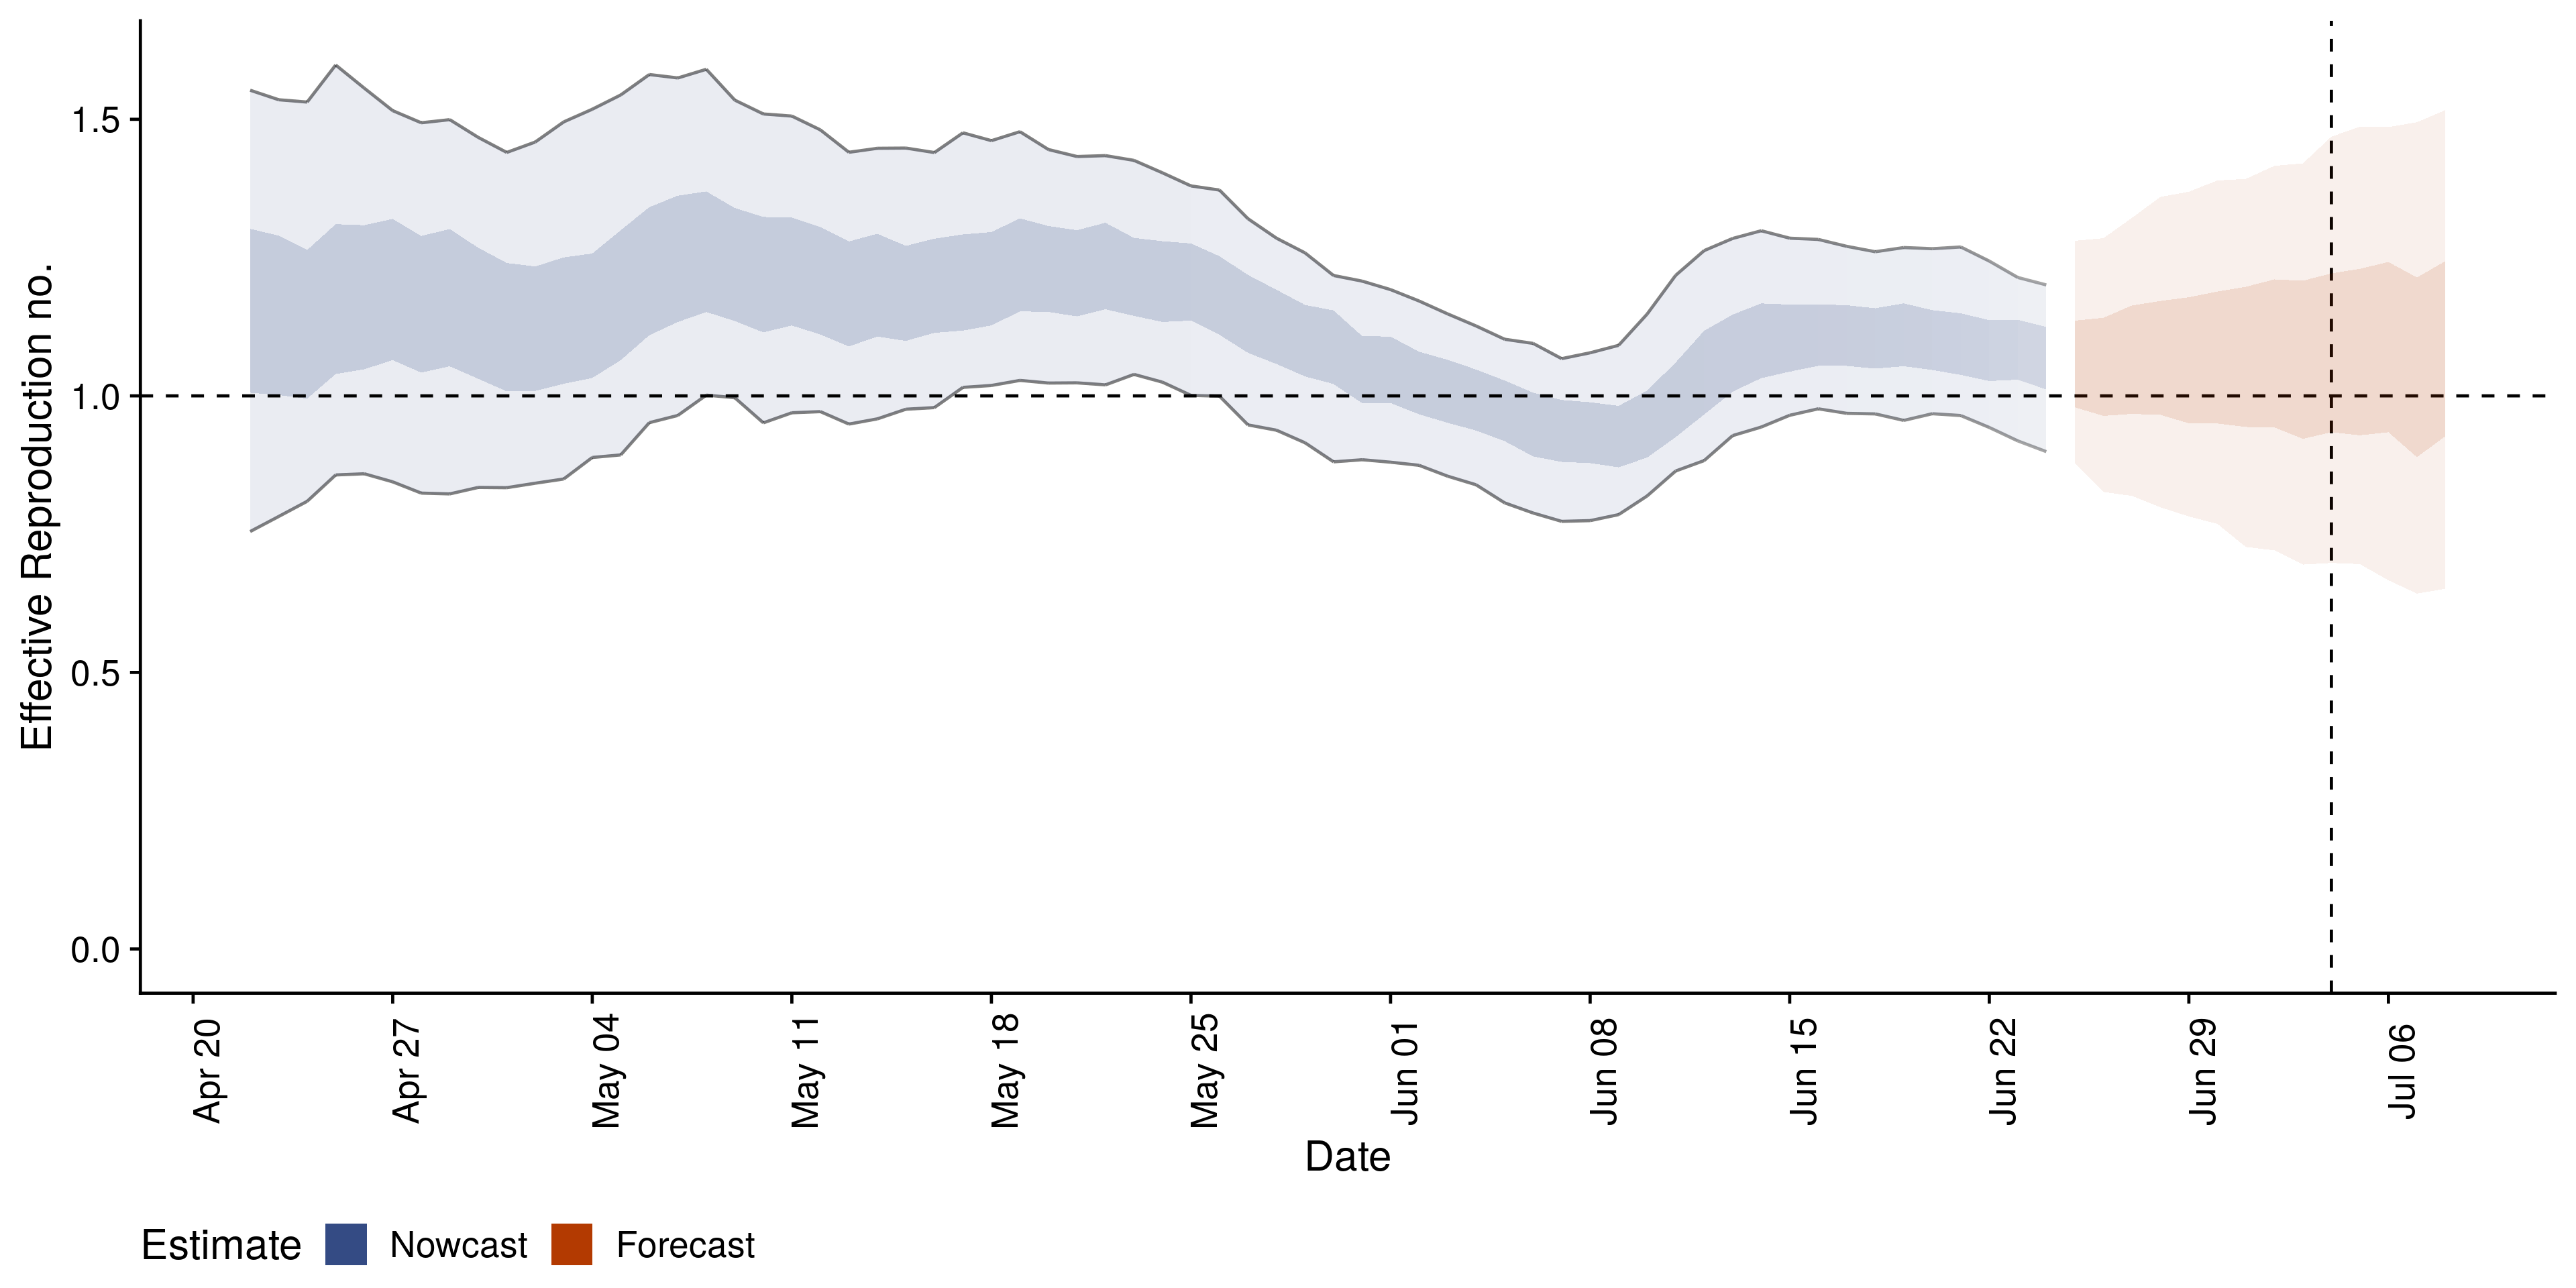 Effective Reproduction no.
1.5
1.0
0.5
0.0
Apr 20
Apr 27
May 04
May 11
May 18
May 25
Jun 01
Jun 08
Jun 15
Jun 22
Jun 29
Jul 06
Date
Estimate Nowcast Forecast